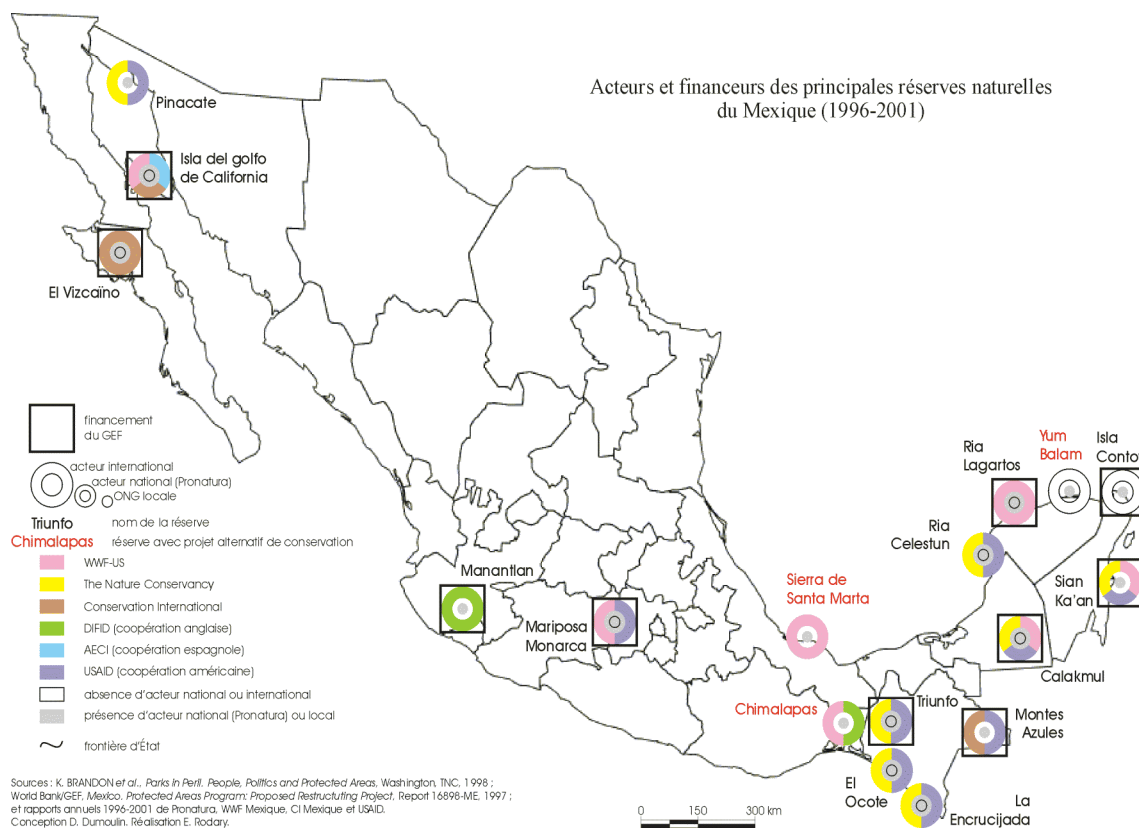 Acteurs et financeurs des principales réserves naturelles
du Mexique (1996-2001)
Pinacate
Isla del golfo
de California
El Vizcaïno
financement
du GEF
acteur international
acteur national (Pronatura)
ONG locale
Triunfo nom de la réserve
Chimalapas réserve avec projet alternatif de conservation
WWF-US
The Nature Conservancy
Conservation International
DIFID (coopération anglaise)
AECI (coopération espagnole)
USAID (coopération américaine)
absence d'acteur national ou international
présence d'acteur national (Pronatura) ou local
frontière d'État
Manantlan
Mariposa
Monarca
Sierra de
Santa Marta
Chimalapas
Triunfo
El
Ocote
La
Encrucijada
Montes
Azules
Calakmul
Sian
Ka'an
Ria
Celestun
Ria
Lagartos
Yum
Balam
Isla
Contoy
Sources : K. BRANDON et al., Parks in Peril. People, Politics and Protected Areas, Washington, TNC, 1998 ;
World Bank/GEF, Mexico. Protected Areas Program: Proposed Restructuting Project, Report 16898-ME, 1997 ;
et rapports annuels 1996-2001 de Pronatura, WWF Mexique, CI Mexique et USAID.
Conception D. Dumoulin. Réalisation E. Rodary.
0 150 300 km